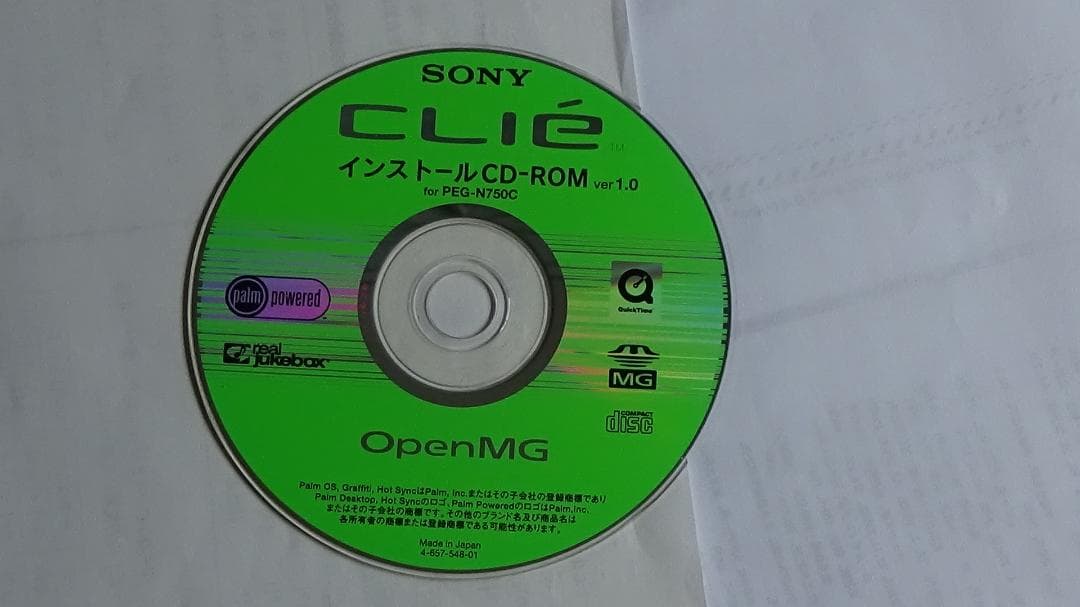 SONY
CLIÉ TM
インストールCD-ROM ver 1.0
for PEG-N750C
palm powered
QuickTime
real
jukebox
MG
COMPACT
disc
OpenMG
Palm OS, Graffiti, Hot SyncはPalm, Inc.またはその子会社の登録商標であり
Palm Desktop, Hot Syncのロゴ、Palm PoweredのロゴはPalm,Inc.
またはその子会社の商標です。その他のブランド名及び商品名は
各所有者の商標または登録商標である可能性があります。
Made in Japan
4-657-548-01